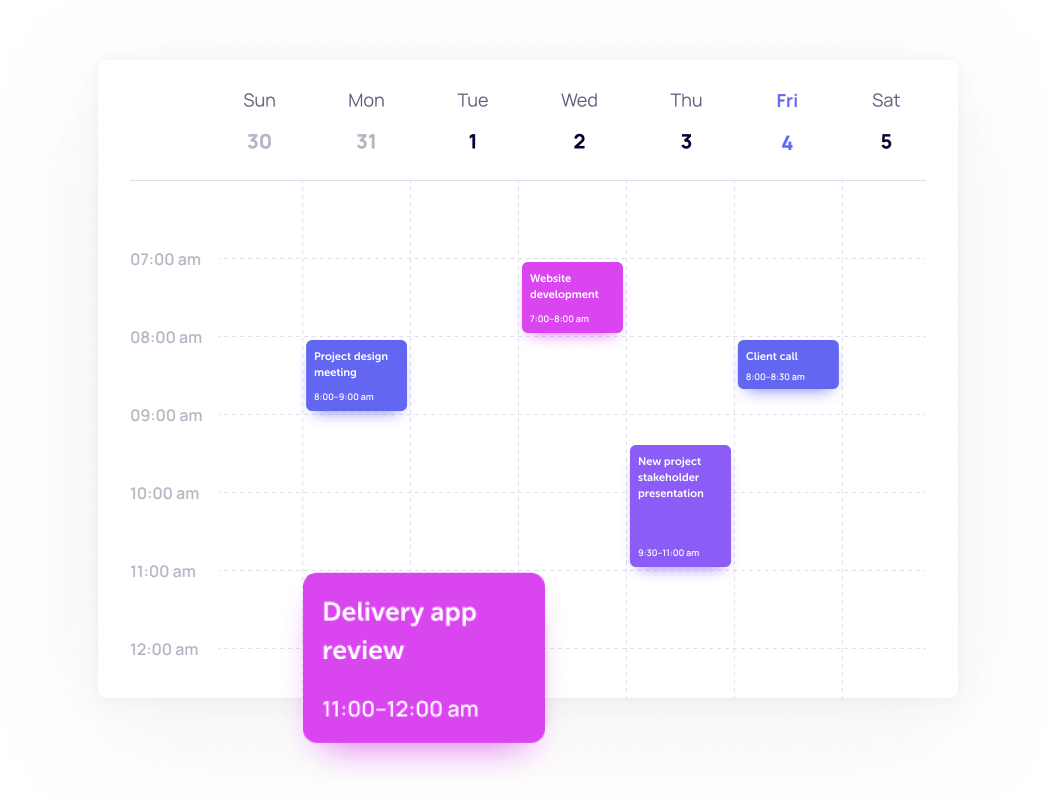 Sun Mon Tue Wed Thu Fri Sat
30 31 1 2 3 4 5
07:00 am
Website
development
7:00–8:00 am
08:00 am
Project design
meeting
8:00–9:00 am
Client call
8:00–8:30 am
09:00 am
New project
stakeholder
presentation
9:30–11:00 am
10:00 am
11:00 am
Delivery app
review
11:00–12:00 am
12:00 am